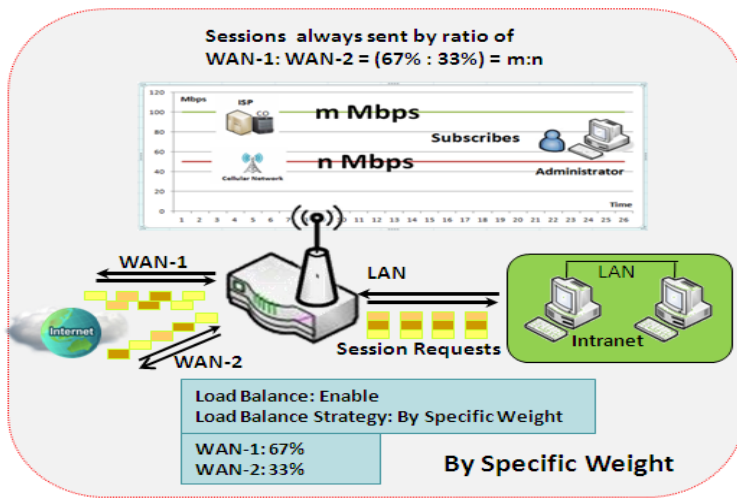 Sessions always sent by ratio of
WAN-1: WAN-2 = (67% : 33%) = m:n
120
Mbps
ISP
CO
100
m Mbps
80
Subscribes
60
n Mbps
40
Cellular Network
Administrator
20
Time
0
1 2 3 4 5 6 7 8 9 10 11 12 13 14 15 16 17 18 19 20 21 22 23 24 25 26
WAN-1
LAN
LAN
Internet
Intranet
WAN-2
Session Requests
Load Balance: Enable
Load Balance Strategy: By Specific Weight
WAN-1: 67%
WAN-2: 33%
By Specific Weight